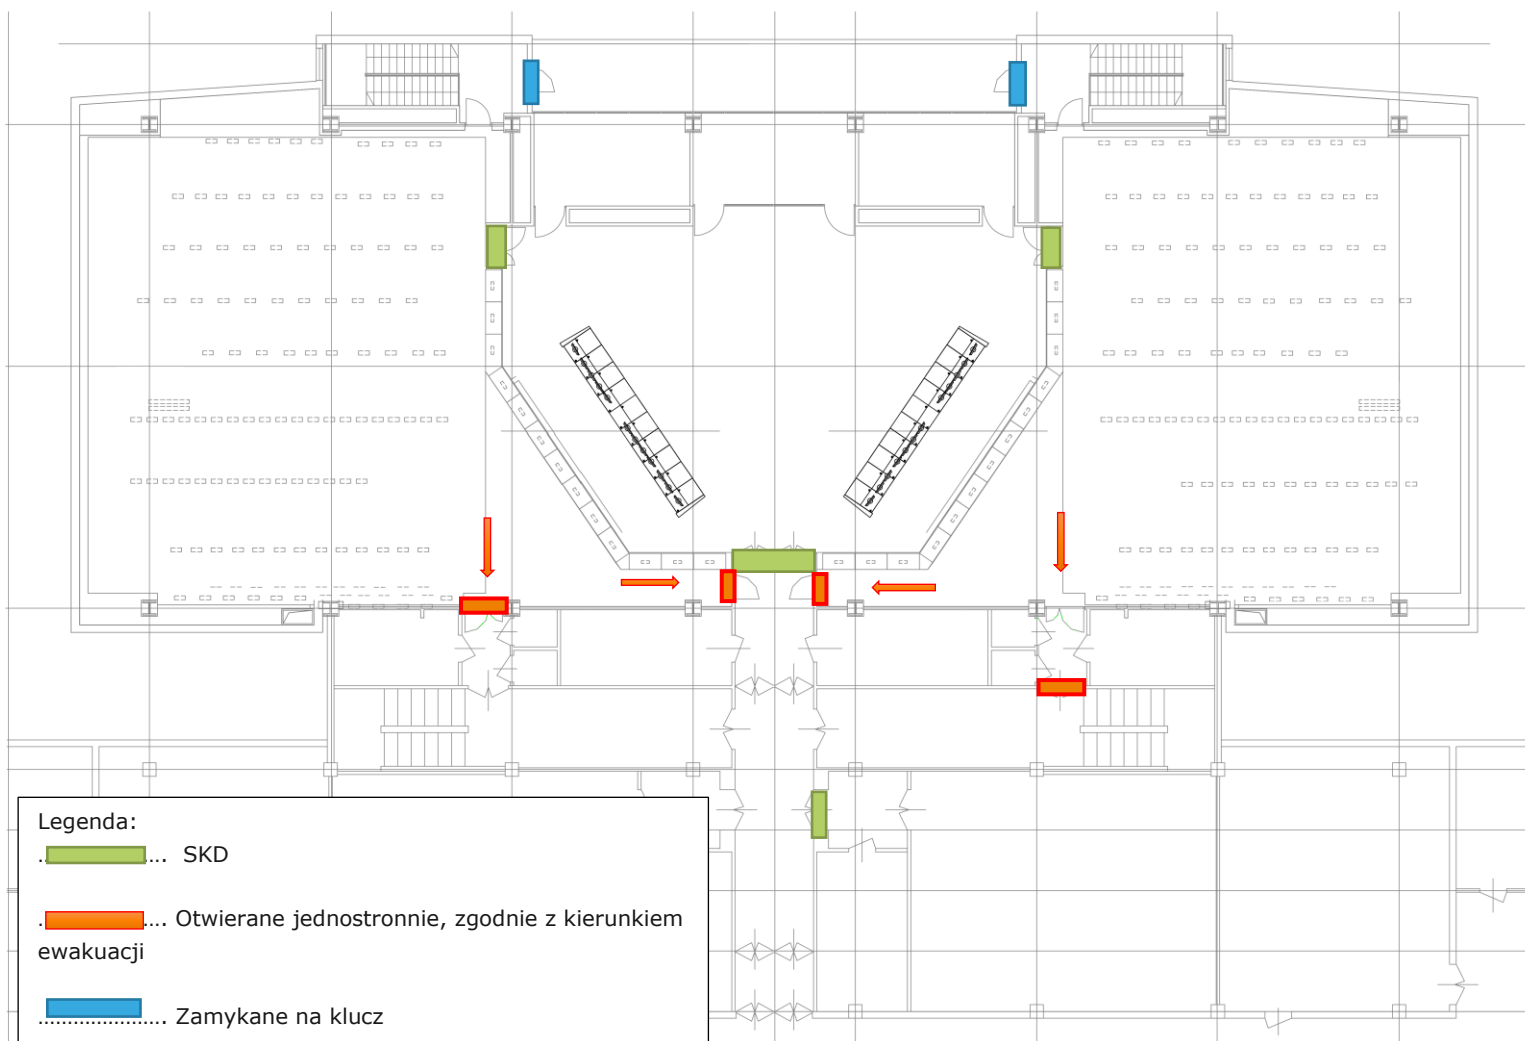 Legenda:
.................... SKD
.................... Otwierane jednostronnie, zgodnie z kierunkiem
ewakuacji
.................... Zamykane na klucz